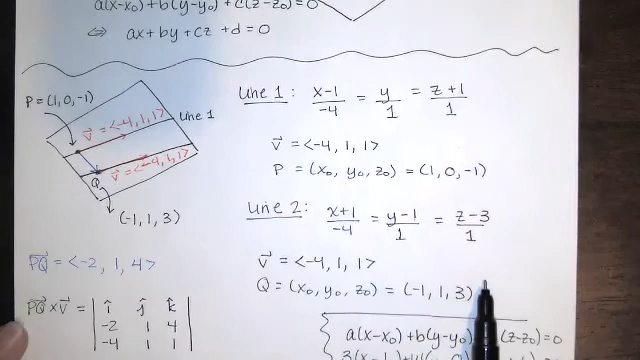 a(x-x₀)+b(y-y₀)+c(z-z₀)=0
⇔ ax+by+cz+d=0
P=(1,0,-1)
v⃗=<-4,1,1>
Line 1
v⃗=<-4,1,1>
Q
(-1,1,3)
P⃗Q=<-2,1,4>
P⃗Q×v⃗ = | î ĵ k̂ |
-2 1 4
-4 1 1
Line 1: (x-1)/-4 = y/1 = (z+1)/1
v⃗=<-4,1,1>
P=(x₀,y₀,z₀)=(1,0,-1)
Line 2: (x+1)/-4 = (y-1)/1 = (z-3)/1
v⃗=<-4,1,1>
Q=(x₀,y₀,z₀)=(-1,1,3)
a(x-x₀)+b(y-y₀) (z-z₀)=0